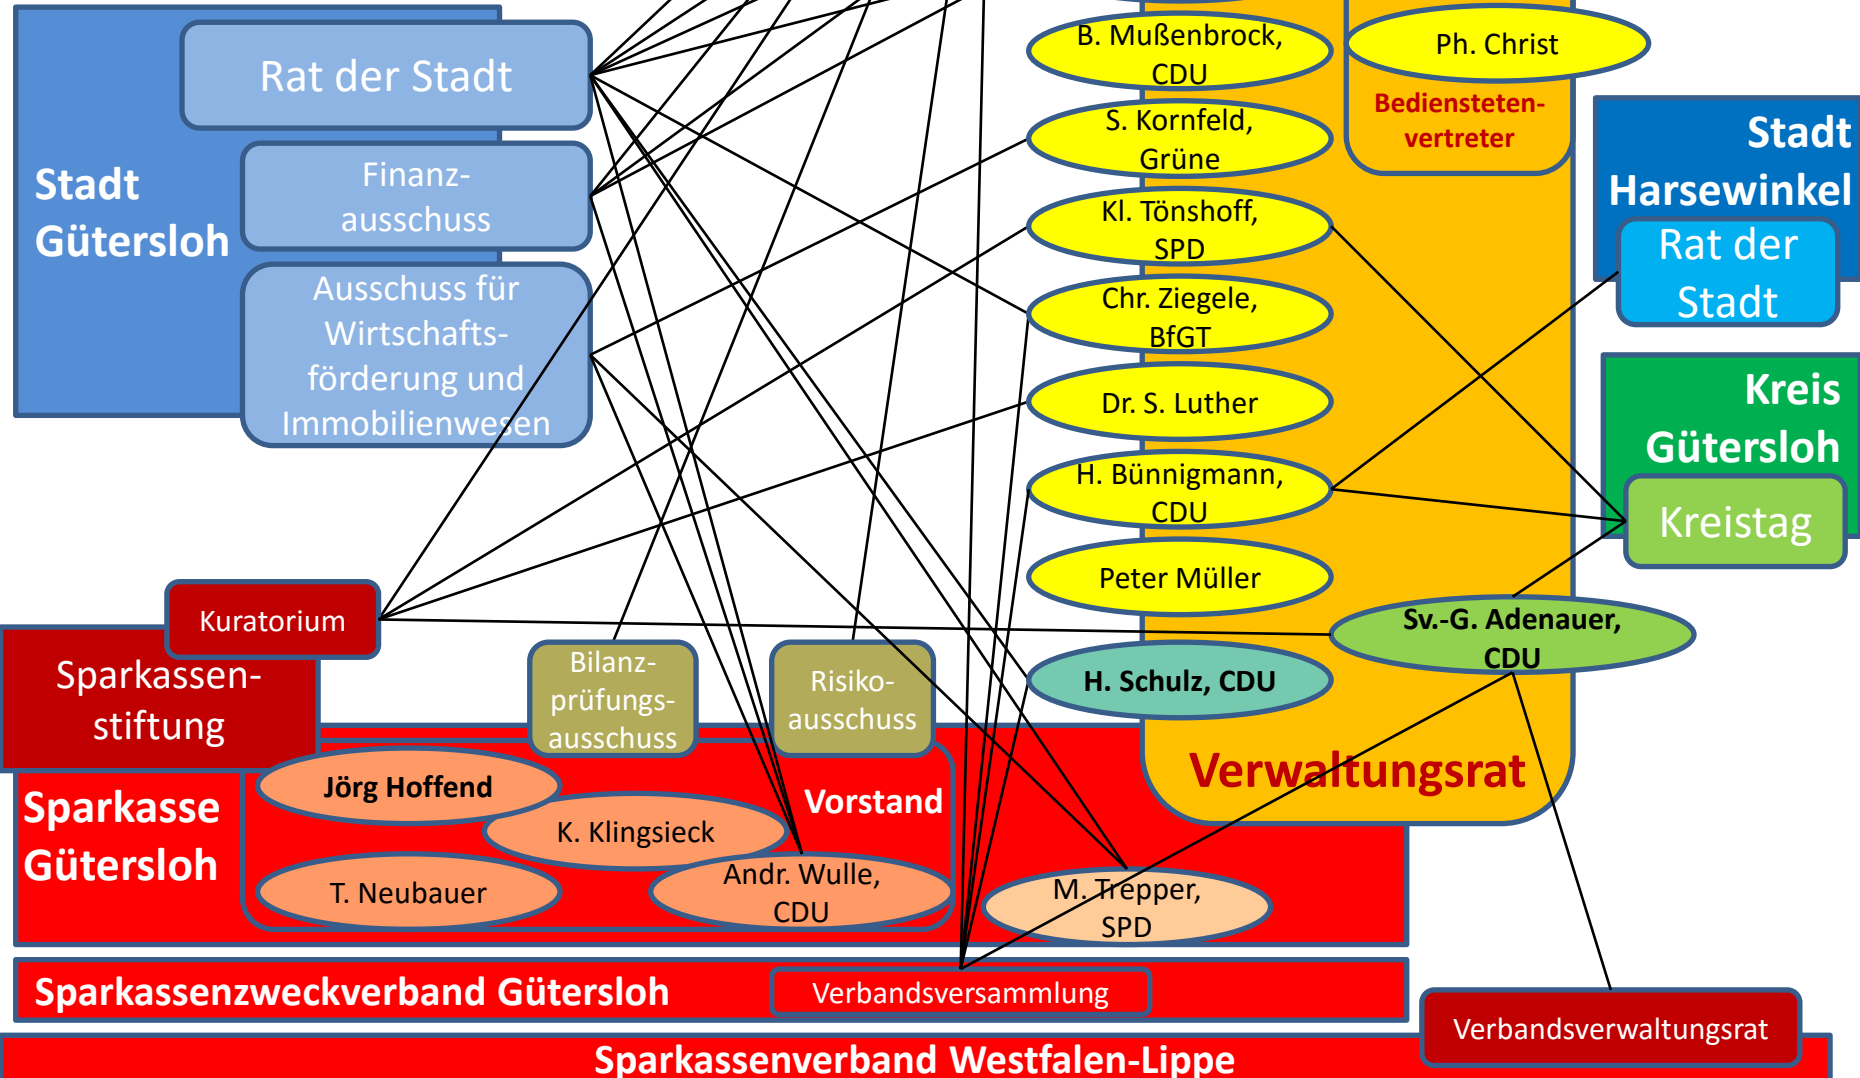 Stadt
Gütersloh
Rat der Stadt
Finanz-
ausschuss
Ausschuss für
Wirtschafts-
förderung und
Immobilienwesen
B. Mußenbrock,
CDU
S. Kornfeld,
Grüne
Kl. Tönshoff,
SPD
Chr. Ziegele,
BfGT
Dr. S. Luther
H. Bünnigmann,
CDU
Peter Müller
H. Schulz, CDU
Ph. Christ
Bediensteten-
vertreter
Stadt
Harsewinkel
Rat der
Stadt
Kreis
Gütersloh
Kreistag
Sv.-G. Adenauer,
CDU
Verwaltungsrat
Kuratorium
Sparkassen-
stiftung
Bilanz-
prüfungs-
ausschuss
Risiko-
ausschuss
Sparkasse
Gütersloh
Jörg Hoffend
Vorstand
K. Klingsieck
T. Neubauer
Andr. Wulle,
CDU
M. Trepper,
SPD
Sparkassenzweckverband Gütersloh
Verbandsversammlung
Verbandsverwaltungsrat
Sparkassenverband Westfalen-Lippe